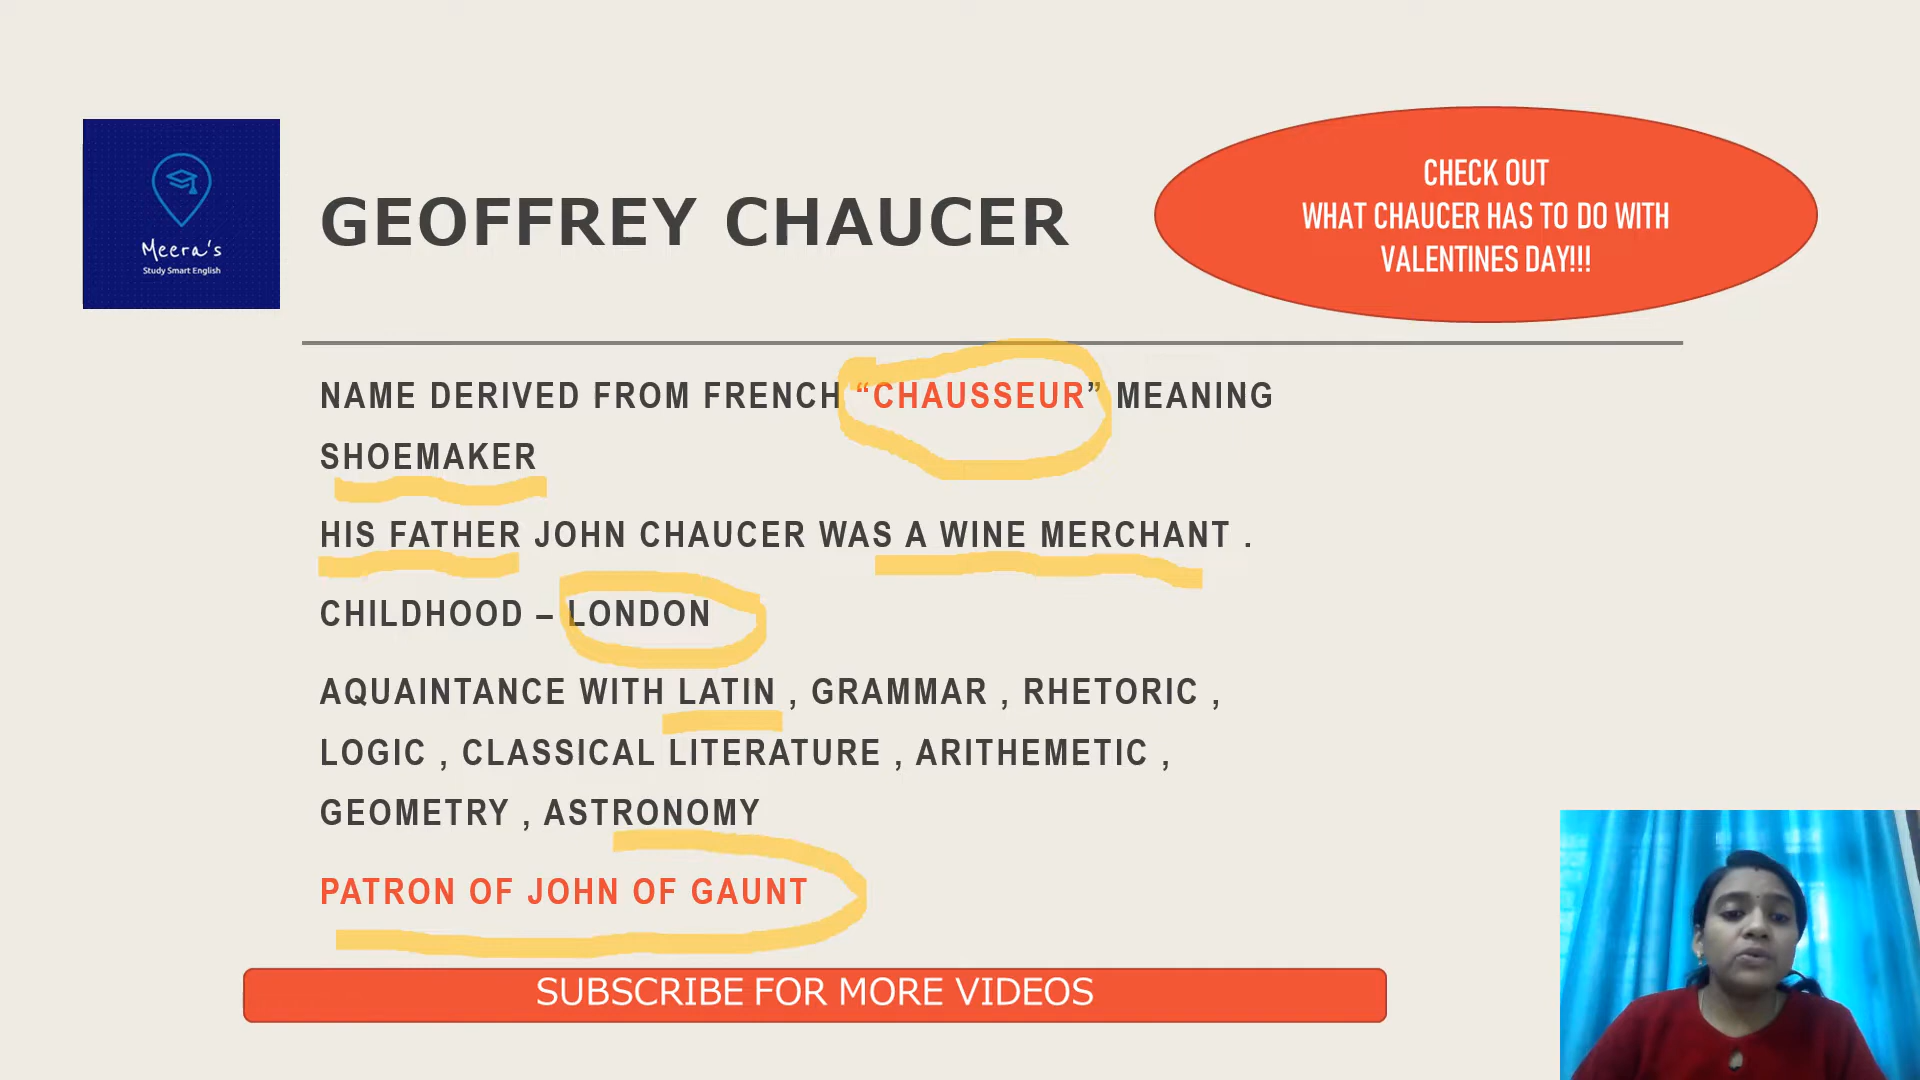 Meera's
Study Smart English
GEOFFREY CHAUCER
CHECK OUT
WHAT CHAUCER HAS TO DO WITH
VALENTINES DAY!!!
NAME DERIVED FROM FRENCH “CHAUSSEUR” MEANING
SHOEMAKER
HIS FATHER JOHN CHAUCER WAS A WINE MERCHANT .
CHILDHOOD – LONDON
AQUAINTANCE WITH LATIN , GRAMMAR , RHETORIC ,
LOGIC , CLASSICAL LITERATURE , ARITHEMETIC ,
GEOMETRY , ASTRONOMY
PATRON OF JOHN OF GAUNT
SUBSCRIBE FOR MORE VIDEOS